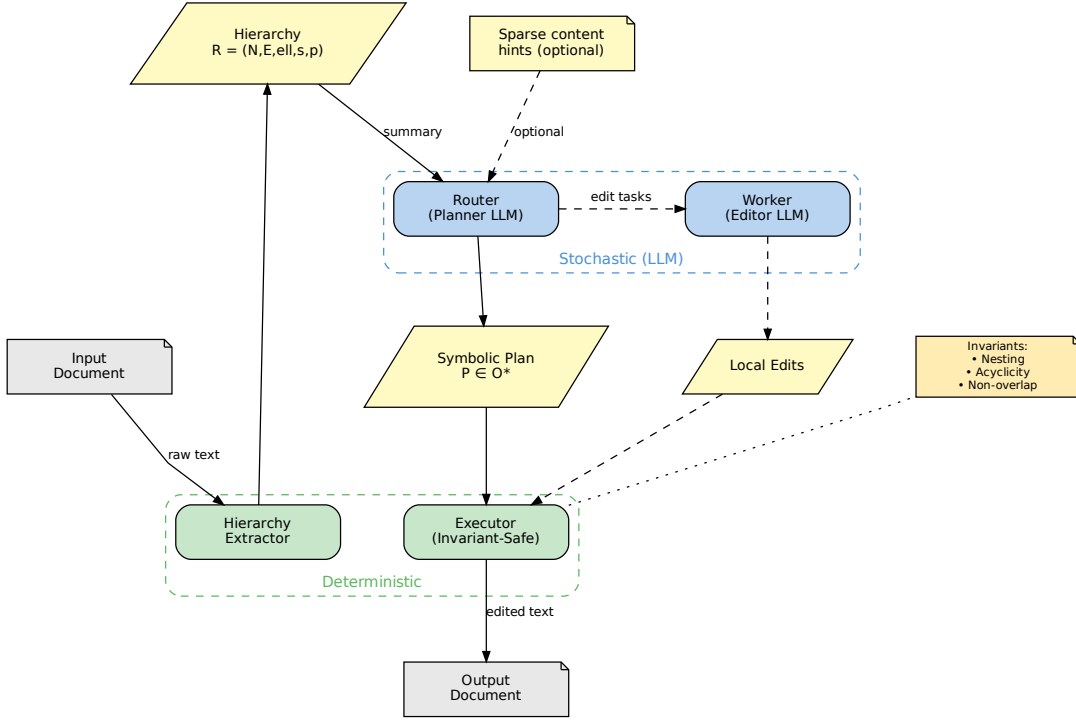 Hierarchy
R = (N,E,ell,s,p)
Sparse content
hints (optional)
summary
optional
Router
(Planner LLM)
edit tasks
Worker
(Editor LLM)
Stochastic (LLM)
Input
Document
Symbolic Plan
P ∈ O*
Local Edits
Invariants:
• Nesting
• Acyclicity
• Non-overlap
raw text
Hierarchy
Extractor
Executor
(Invariant-Safe)
Deterministic
edited text
Output
Document